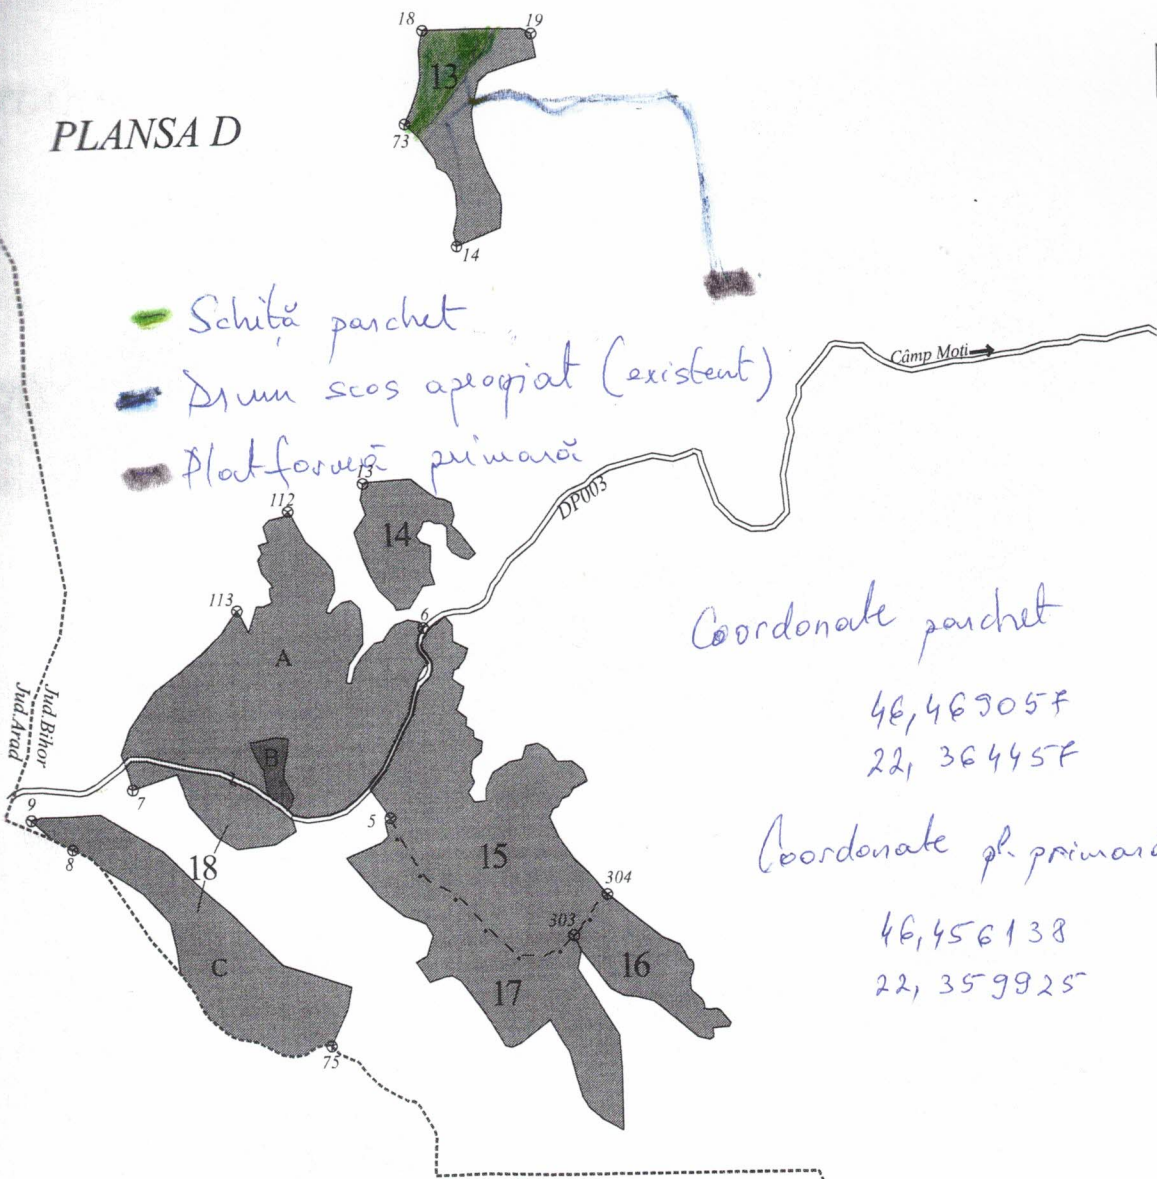 18
19
13
73
PLANSA D
14
Schiță parchet
Drum scos apropiat (existent)
Platformă primară
Câmp Moți
13
112
14
DP003
113
6
A
Coordonate parchet
46,469057
22, 364457
Jud.Arad
Jud.Bihor
B
L
7
9
8
5
15
18
Coordonate pl. primară
304
303
46,456138
22, 359925
16
17
C
75